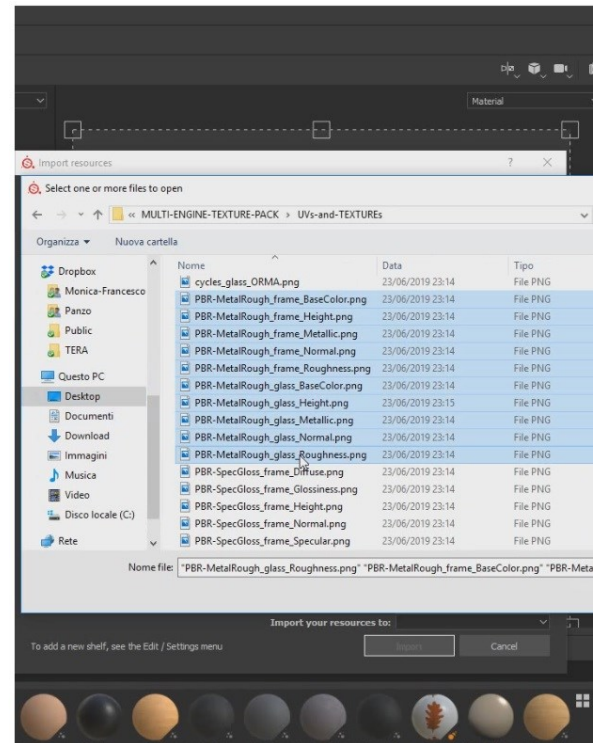 Material
Import resources
Select one or more files to open
« MULTI-ENGINE-TEXTURE-PACK > UVs-and-TEXTUREs
Organizza Nuova cartella
Nome Data Tipo
Dropbox
Monica-Francesco
Panzo
Public
TERA
Questo PC
Desktop
Documenti
Download
Immagini
Musica
Video
Disco locale (C:)
Rete
cycles_glass_ORMA.png 23/06/2019 23:14 File PNG
PBR-MetalRough_frame_BaseColor.png 23/06/2019 23:14 File PNG
PBR-MetalRough_frame_Height.png 23/06/2019 23:14 File PNG
PBR-MetalRough_frame_Metallic.png 23/06/2019 23:14 File PNG
PBR-MetalRough_frame_Normal.png 23/06/2019 23:14 File PNG
PBR-MetalRough_frame_Roughness.png 23/06/2019 23:14 File PNG
PBR-MetalRough_glass_BaseColor.png 23/06/2019 23:14 File PNG
PBR-MetalRough_glass_Height.png 23/06/2019 23:15 File PNG
PBR-MetalRough_glass_Metallic.png 23/06/2019 23:14 File PNG
PBR-MetalRough_glass_Normal.png 23/06/2019 23:14 File PNG
PBR-MetalRough_glass_Roughness.png 23/06/2019 23:14 File PNG
PBR-SpecGloss_frame_Diffuse.png 23/06/2019 23:14 File PNG
PBR-SpecGloss_frame_Glossiness.png 23/06/2019 23:14 File PNG
PBR-SpecGloss_frame_Height.png 23/06/2019 23:14 File PNG
PBR-SpecGloss_frame_Normal.png 23/06/2019 23:14 File PNG
PBR-SpecGloss_frame_Specular.png 23/06/2019 23:14 File PNG
Nome file: "PBR-MetalRough_glass_Roughness.png" "PBR-MetalRough_frame_BaseColor.png" "PBR-Meta
Import your resources to:
To add a new shelf, see the Edit / Settings menu Import Cancel